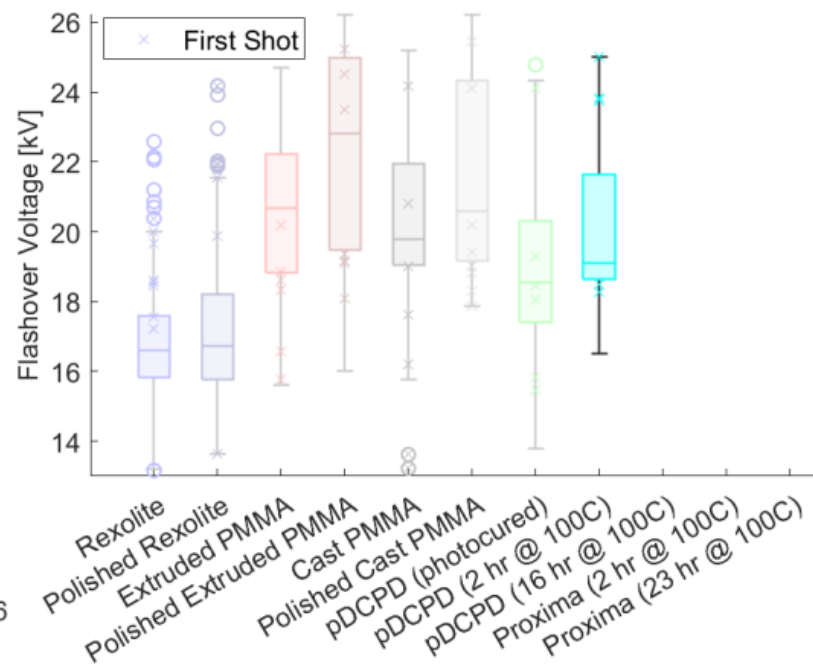 26
First Shot
24
22
20
18
16
14
Flashover Voltage [kV]
Rexolite
Polished Rexolite
Extruded PMMA
Polished Extruded PMMA
Cast PMMA
Polished Cast PMMA
pDCPD (photocured)
pDCPD (2 hr @ 100C)
pDCPD (16 hr @ 100C)
Proxima (2 hr @ 100C)
Proxima (23 hr @ 100C)
6